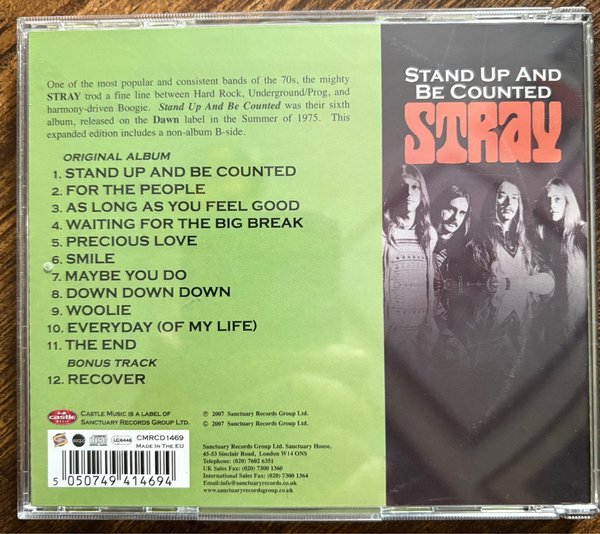 One of the most popular and consistent bands of the 70s, the mighty
STRAY trod a fine line between Hard Rock, Underground/Prog, and
harmony-driven Boogie. Stand Up And Be Counted was their sixth
album, released on the Dawn label in the Summer of 1975. This
expanded edition includes a non-album B-side.
ORIGINAL ALBUM
1. STAND UP AND BE COUNTED
2. FOR THE PEOPLE
3. AS LONG AS YOU FEEL GOOD
4. WAITING FOR THE BIG BREAK
5. PRECIOUS LOVE
6. SMILE
7. MAYBE YOU DO
8. DOWN DOWN DOWN
9. WOOLIE
10. EVERYDAY (OF MY LIFE)
11. THE END
BONUS TRACK
12. RECOVER
STAND UP AND
BE COUNTED
STRAY
castle
MUSIC
CASTLE MUSIC IS A LABEL OF
SANCTUARY RECORDS GROUP LTD.
℗ 2007 Sanctuary Records Group Ltd.
© 2007 Sanctuary Records Group Ltd.
LC6448
CMRCD1469
MADE IN THE EU
5 050749 414694
Sanctuary Records Group Ltd. Sanctuary House,
45-53 Sinclair Road, London W14 ONS
Telephone: (020) 7602 6351
UK Sales Fax: (020) 7300 1360
International Sales Fax: (020) 7300 1364
Email:info@sanctuaryrecords.co.uk
www.sanctuaryrecordsgroup.co.uk